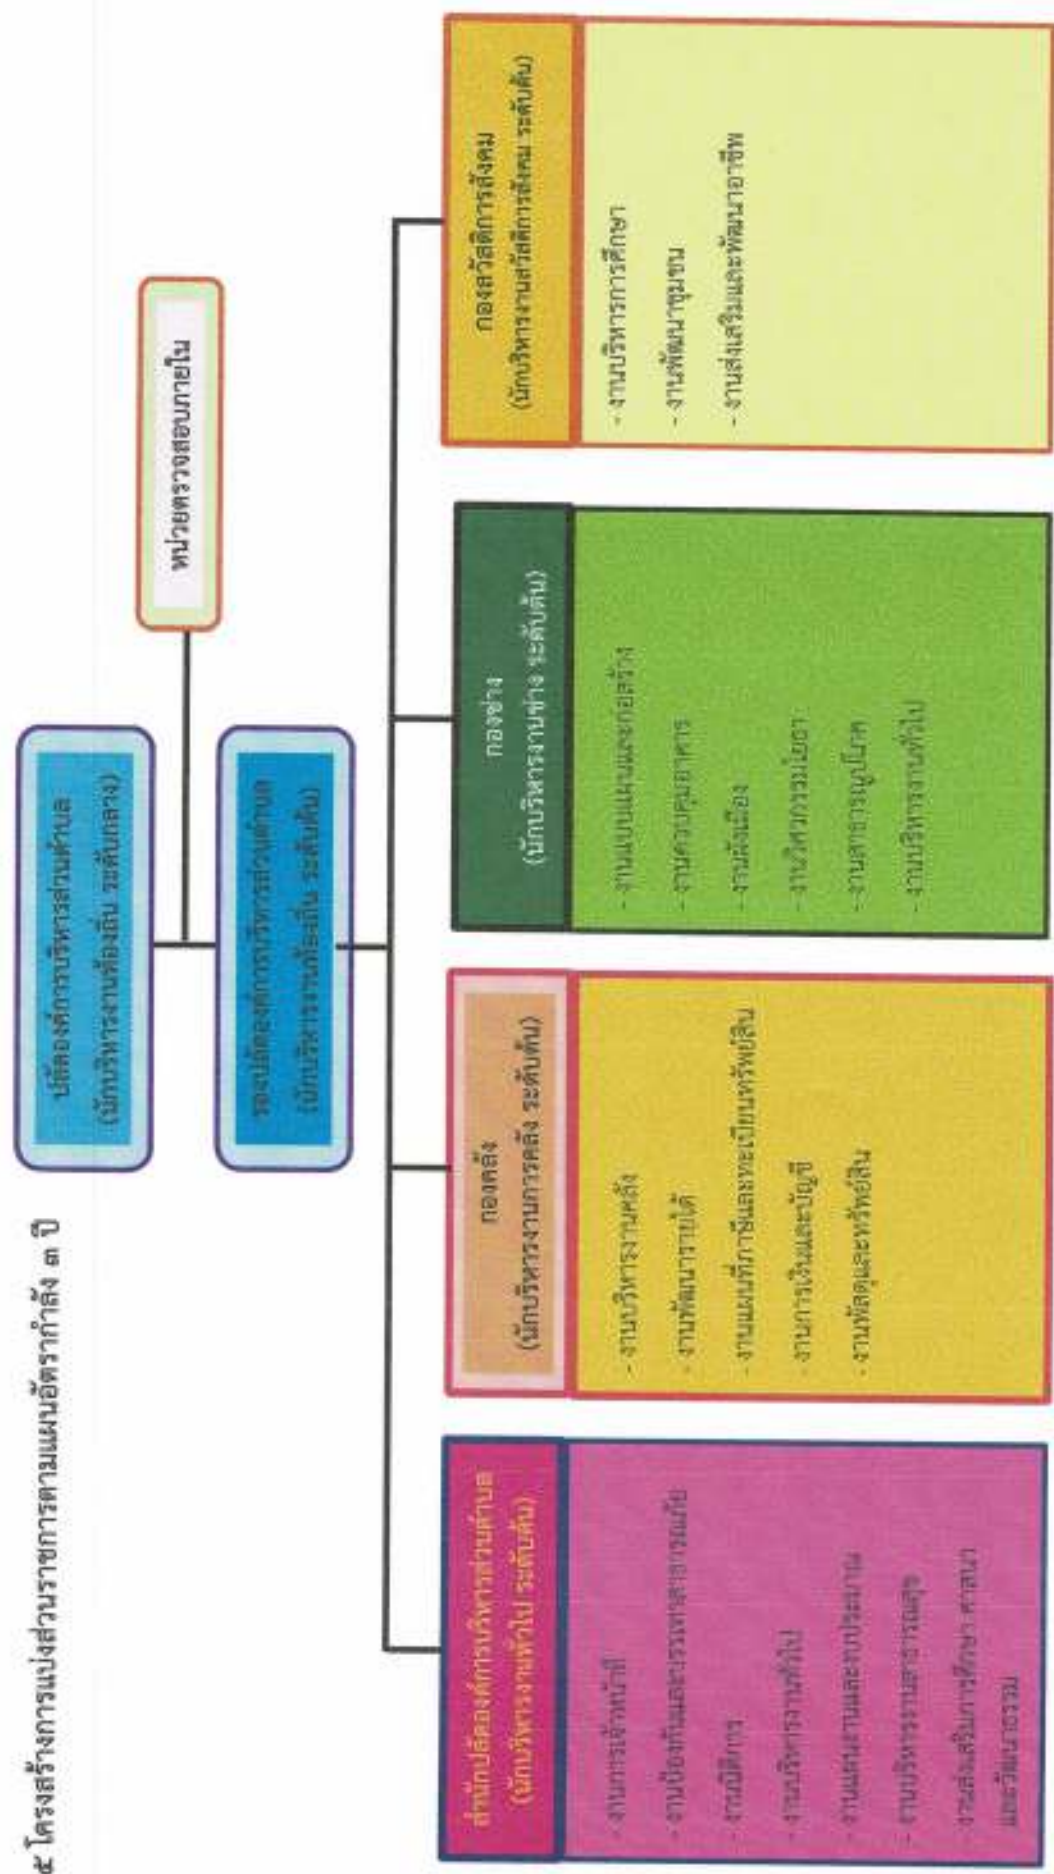 ๕ โครงสร้างการแบ่งส่วนราชการตามแผนอัตรากำลัง ๓ ปี
ปลัดองค์การบริหารส่วนตำบล
(นักบริหารงานท้องถิ่น ระดับกลาง)
หน่วยตรวจสอบภายใน
รองปลัดองค์การบริหารส่วนตำบล
(นักบริหารงานท้องถิ่น ระดับต้น)
สำนักปลัดองค์การบริหารส่วนตำบล
(นักบริหารงานทั่วไป ระดับต้น)
- งานการเจ้าหน้าที่
- งานป้องกันและบรรเทาสาธารณภัย
- งานนิติการ
- งานบริหารงานทั่วไป
- งานแผนงานและงบประมาณ
- งานบริหารงานสาธารณสุข
- งานส่งเสริมการศึกษา ศาสนา
และวัฒนธรรม
กองคลัง
(นักบริหารงานการคลัง ระดับต้น)
- งานบริหารงานคลัง
- งานพัฒนารายได้
- งานแผนที่ภาษีและทะเบียนทรัพย์สิน
- งานการเงินและบัญชี
- งานพัสดุและทรัพย์สิน
กองช่าง
(นักบริหารงานช่าง ระดับต้น)
- งานแบบแผนและก่อสร้าง
- งานควบคุมอาคาร
- งานผังเมือง
- งานวิศวกรรมโยธา
- งานสาธารณูปโภค
- งานบริหารงานทั่วไป
กองสวัสดิการสังคม
(นักบริหารงานสวัสดิการสังคม ระดับต้น)
- งานบริหารการศึกษา
- งานพัฒนาชุมชน
- งานส่งเสริมและพัฒนาอาชีพ